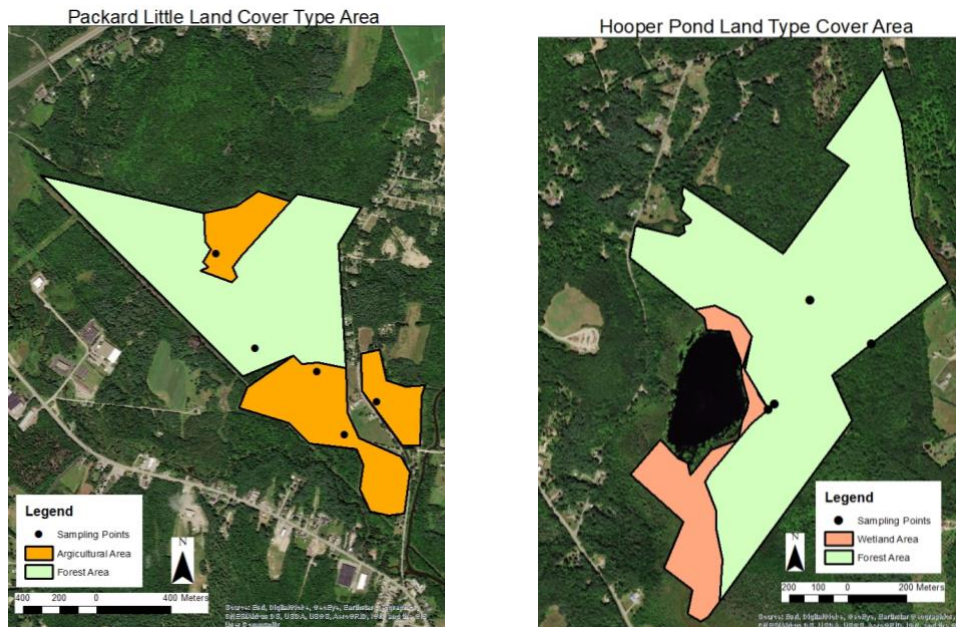 Packard Little Land Cover Type Area
Legend
Sampling Points
Argicultural Area
Forest Area
N
400 200 0 400 Meters
Hooper Pond Land Type Cover Area
Legend
Sampling Points
Wetland Area
Forest Area
N
200 100 0 200 Meters